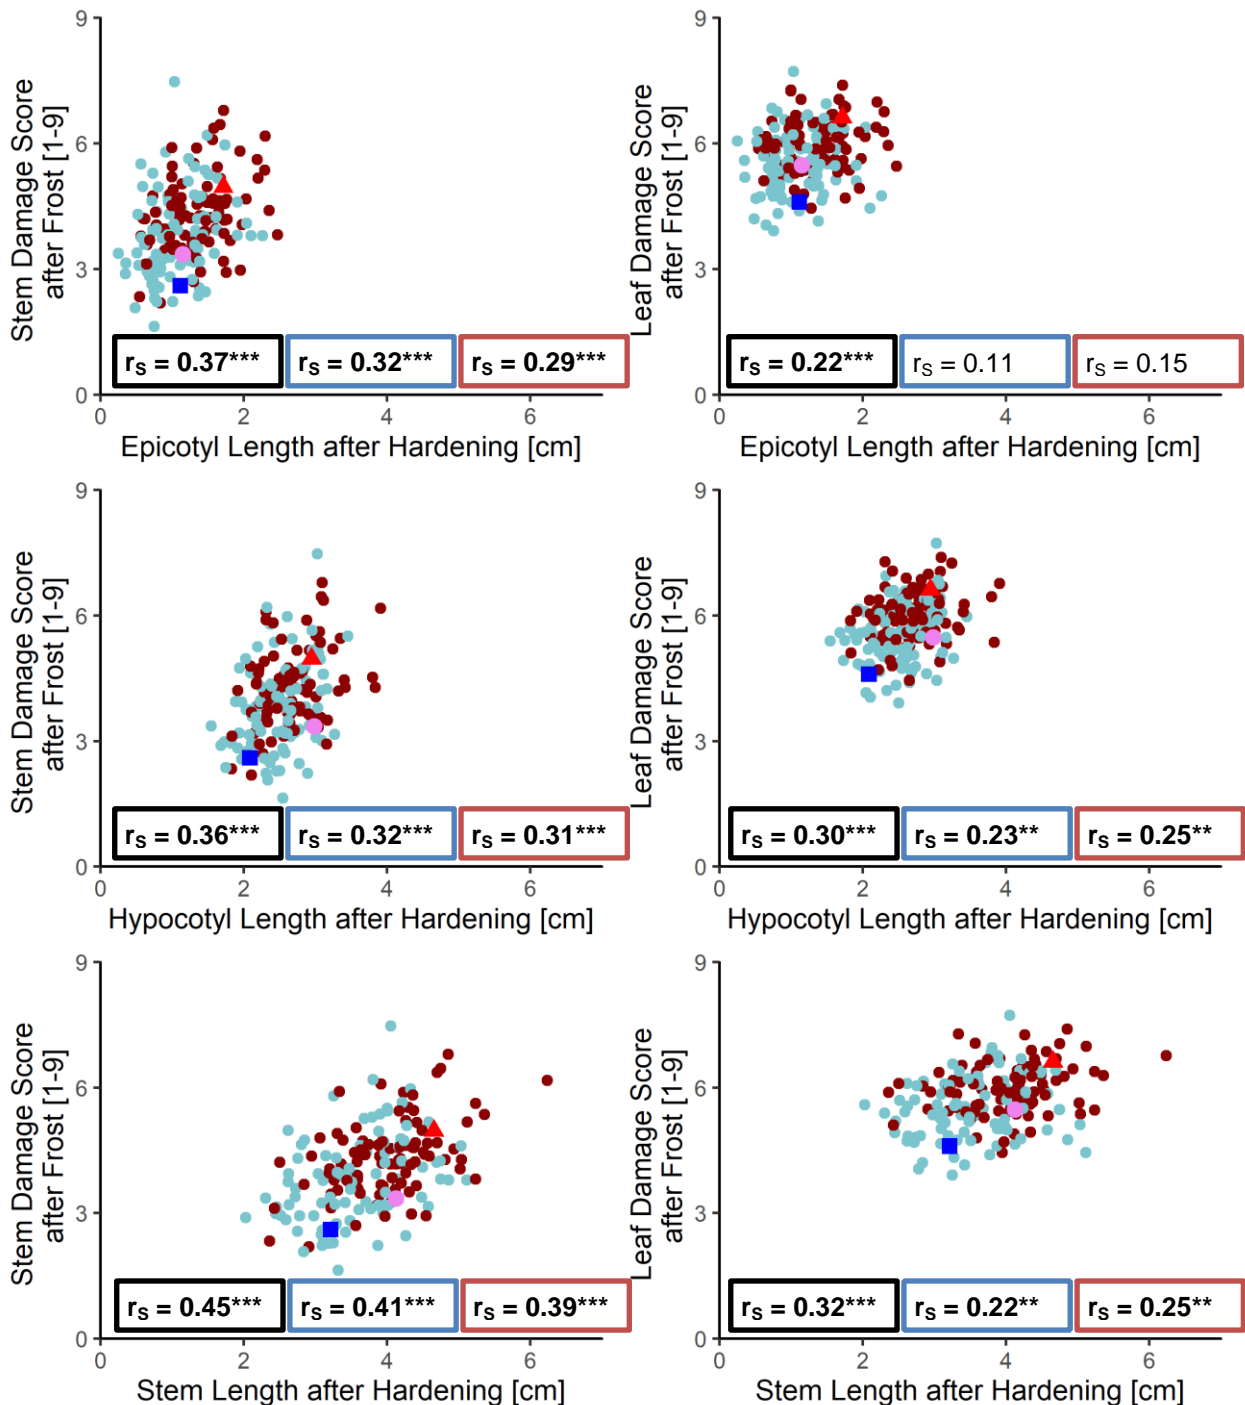 9
6
3
0
Stem Damage Score
after Frost [1-9]
rS = 0.37***
rS = 0.32***
rS = 0.29***
0 2 4 6
Epicotyl Length after Hardening [cm]
9
6
3
0
Leaf Damage Score
after Frost [1-9]
rS = 0.22***
rS = 0.11
rS = 0.15
0 2 4 6
Epicotyl Length after Hardening [cm]
9
6
3
0
Stem Damage Score
after Frost [1-9]
rS = 0.36***
rS = 0.32***
rS = 0.31***
0 2 4 6
Hypocotyl Length after Hardening [cm]
9
6
3
0
Leaf Damage Score
after Frost [1-9]
rS = 0.30***
rS = 0.23**
rS = 0.25**
0 2 4 6
Hypocotyl Length after Hardening [cm]
9
6
3
0
Stem Damage Score
after Frost [1-9]
rS = 0.45***
rS = 0.41***
rS = 0.39***
0 2 4 6
Stem Length after Hardening [cm]
9
6
3
0
Leaf Damage Score
after Frost [1-9]
rS = 0.32***
rS = 0.22**
rS = 0.25**
0 2 4 6
Stem Length after Hardening [cm]